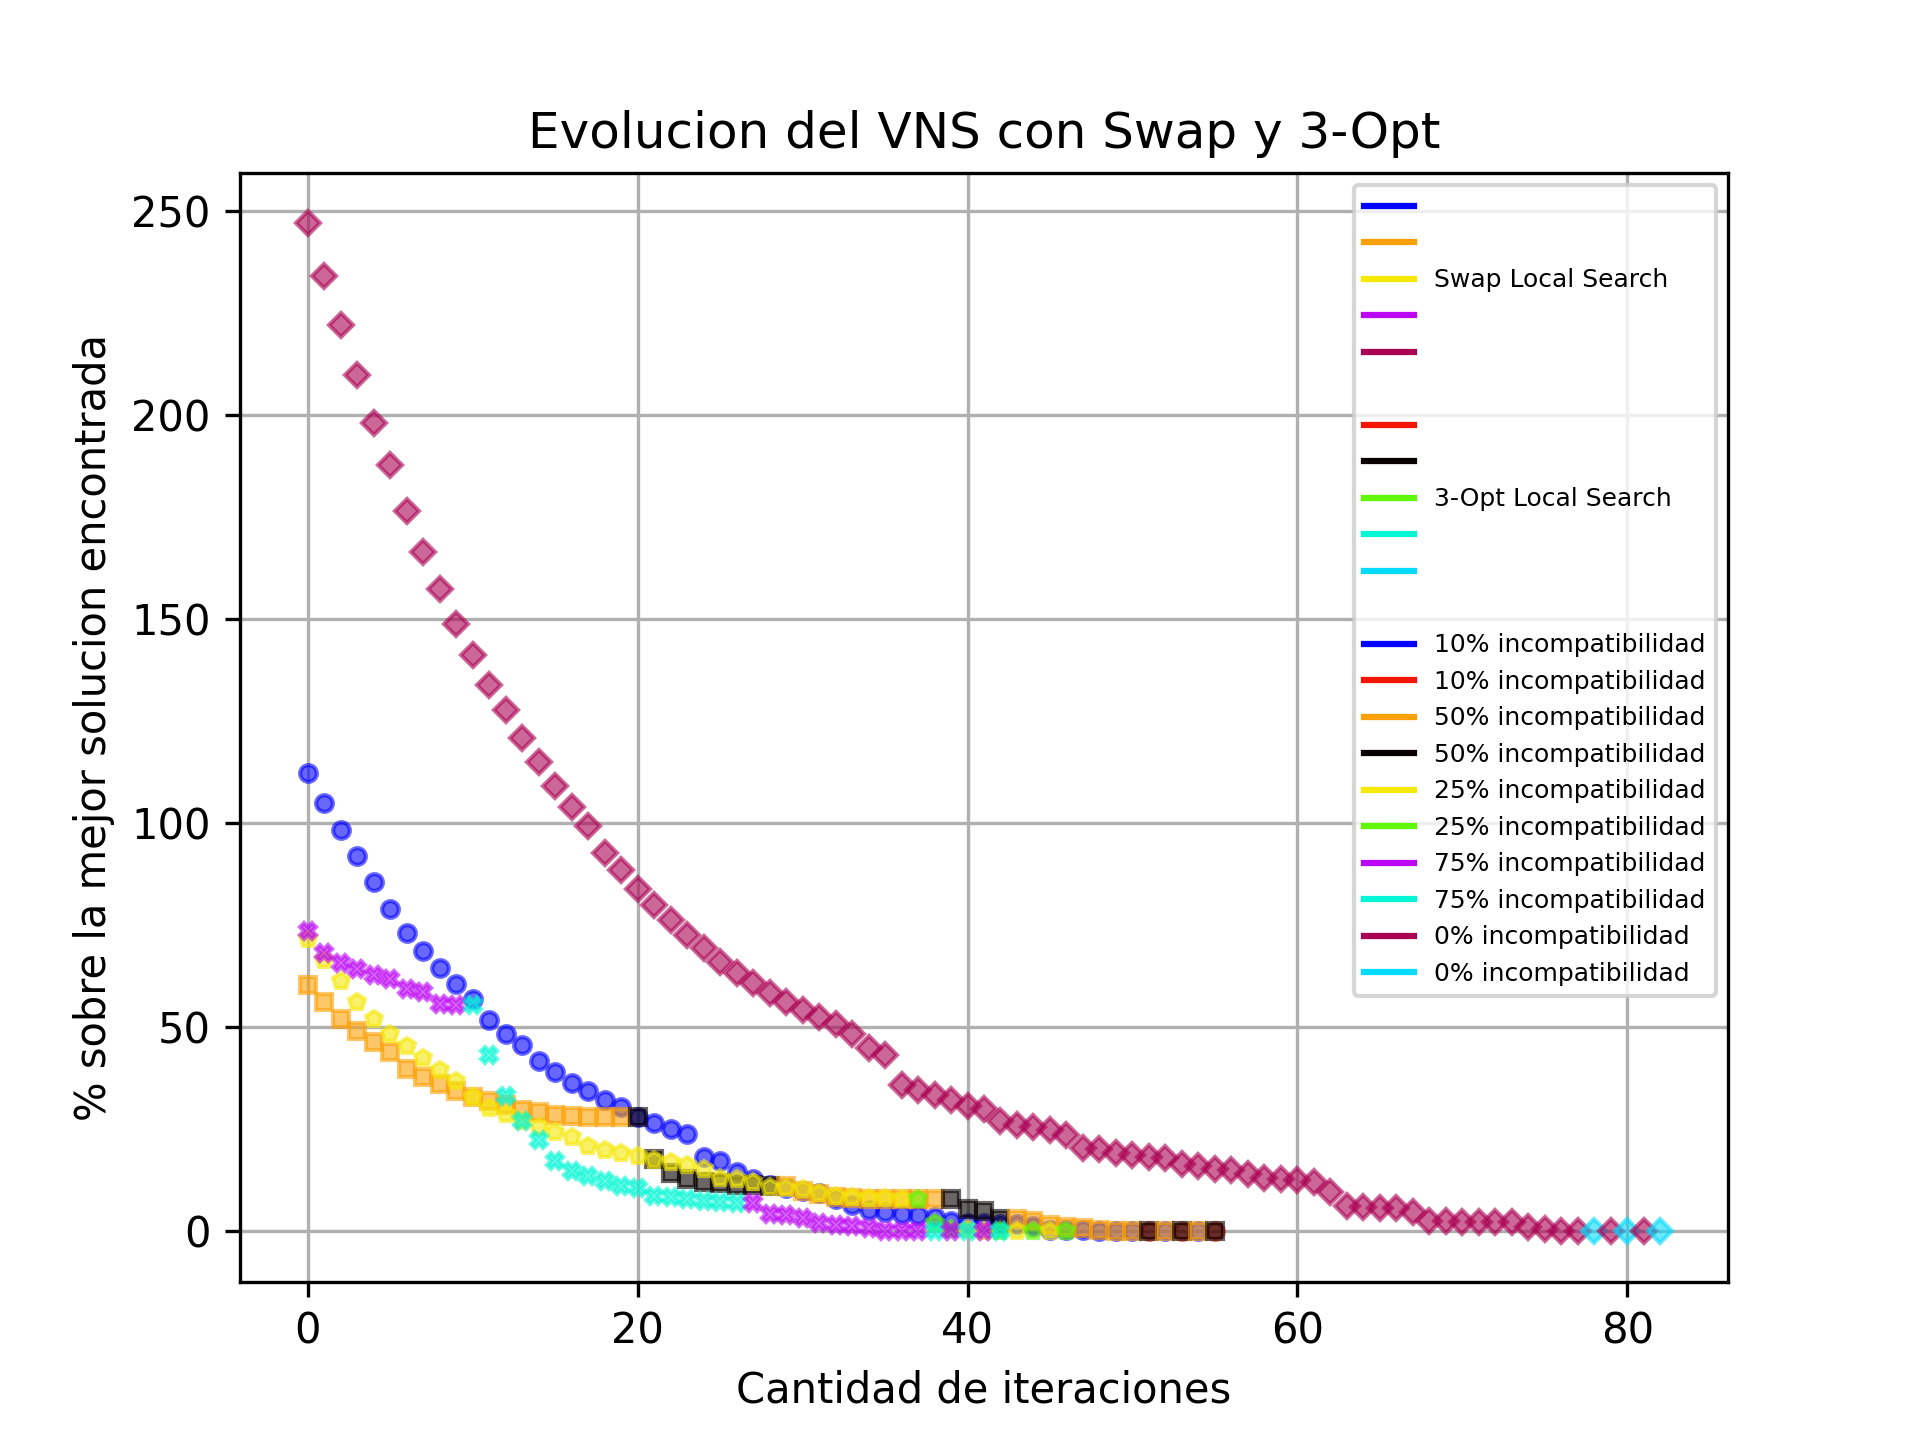 Evolucion del VNS con Swap y 3-Opt
% sobre la mejor solucion encontrada
250
200
150
100
50
0
Swap Local Search
3-Opt Local Search
10% incompatibilidad
10% incompatibilidad
50% incompatibilidad
50% incompatibilidad
25% incompatibilidad
25% incompatibilidad
75% incompatibilidad
75% incompatibilidad
0% incompatibilidad
0% incompatibilidad
0 20 40 60 80
Cantidad de iteraciones